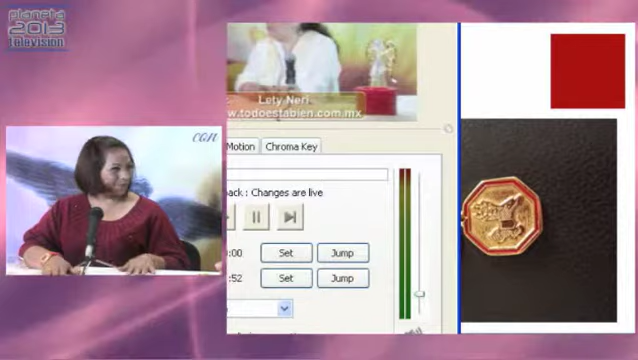 planeta
2013
television
Lety Neri
www.todoestabien.com.mx
con
Motion
Chroma Key
back : Changes are live
:00
Set
Jump
:52
Set
Jump